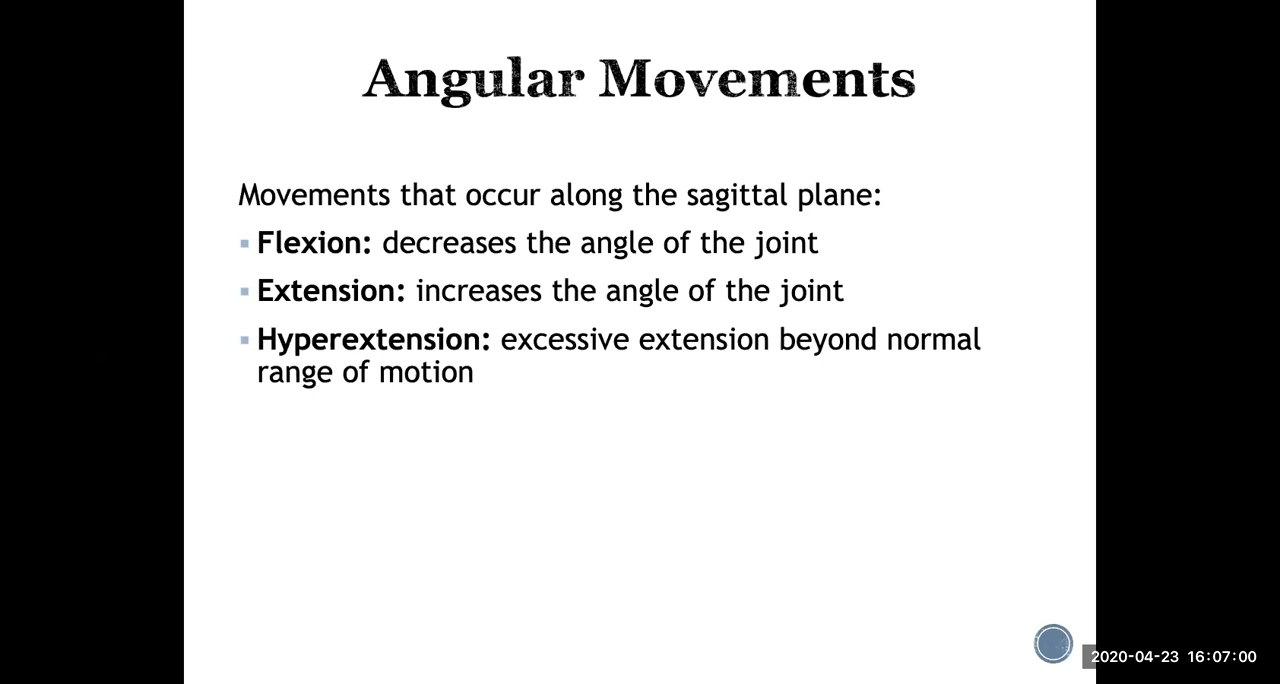 Angular Movements
Movements that occur along the sagittal plane:
▪ Flexion: decreases the angle of the joint
▪ Extension: increases the angle of the joint
▪ Hyperextension: excessive extension beyond normal
range of motion
2020-04-23 16:07:00